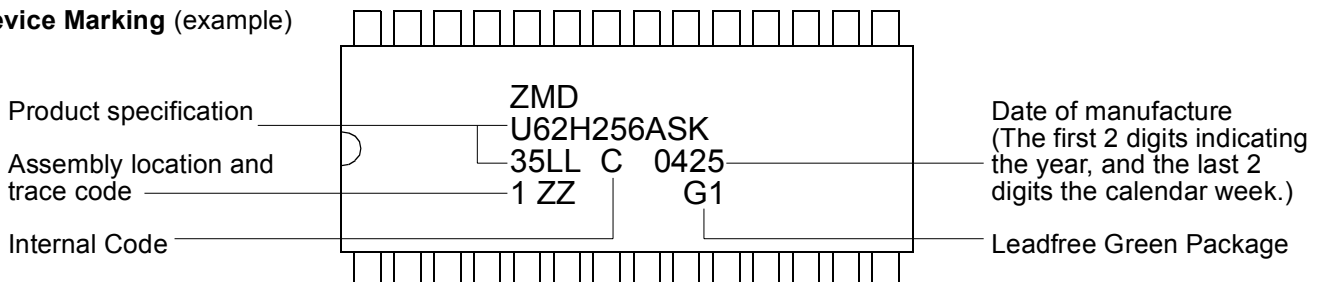 Device Marking (example)
Product specification
Assembly location and
trace code
Internal Code
ZMD
U62H256ASK
35LL C 0425
1 ZZ G1
Date of manufacture
(The first 2 digits indicating
the year, and the last 2
digits the calendar week.)
Leadfree Green Package